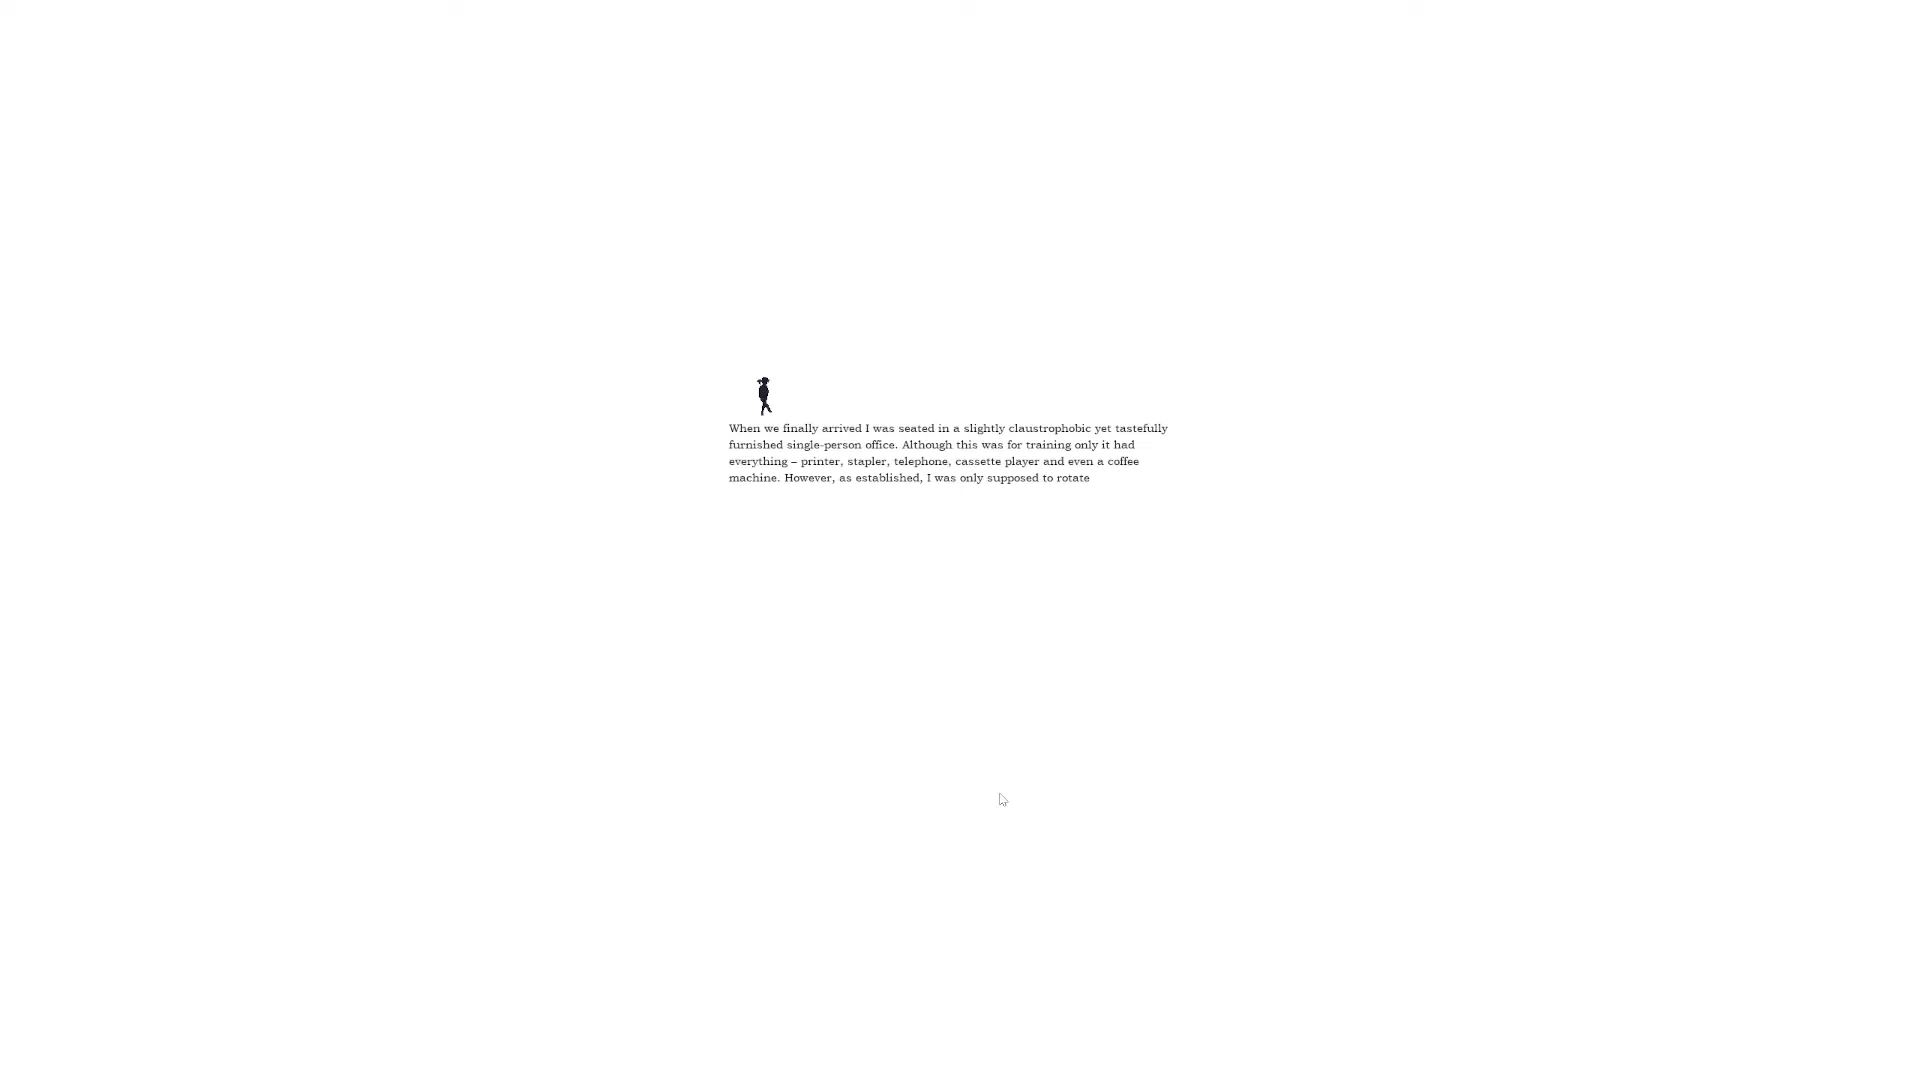 When we finally arrived I was seated in a slightly claustrophobic yet tastefully
furnished single-person office. Although this was for training only it had
everything – printer, stapler, telephone, cassette player and even a coffee
machine. However, as established, I was only supposed to rotate